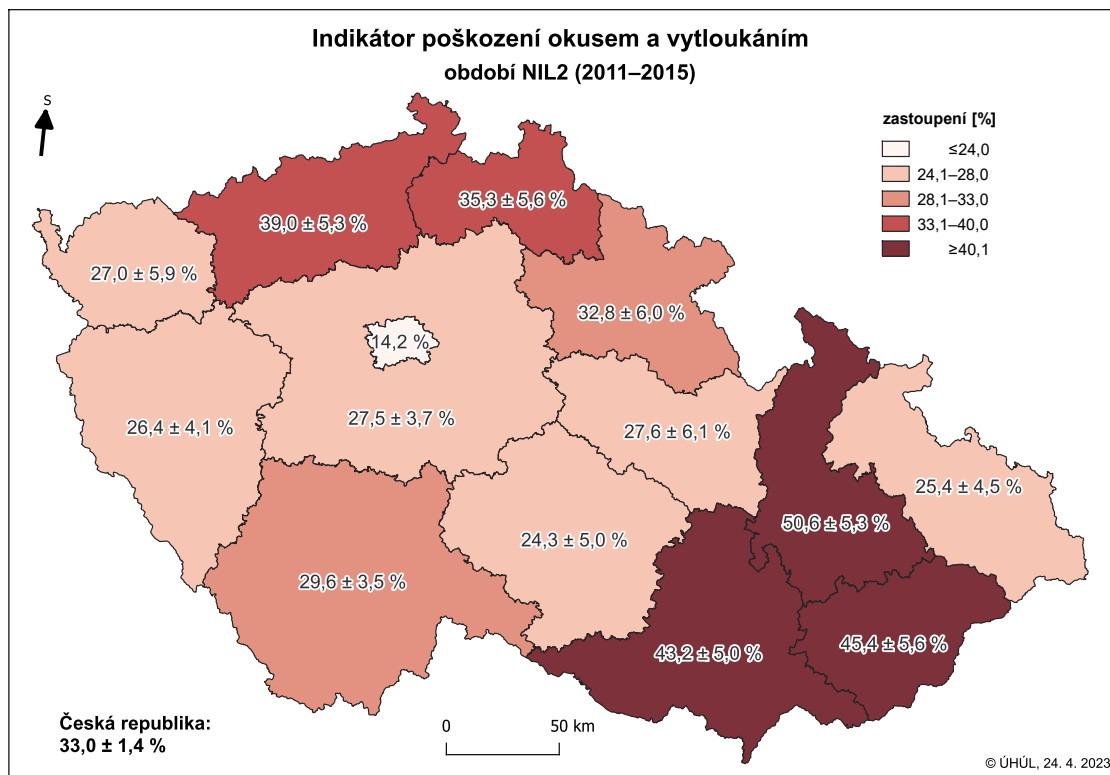 Indikátor poškození okusem a vytloukáním
období NIL2 (2011–2015)
S
zastoupení [%]
≤24,0
24,1–28,0
28,1–33,0
33,1–40,0
≥40,1
35,3 ± 5,6 %
39,0 ± 5,3 %
27,0 ± 5,9 %
32,8 ± 6,0 %
14,2 %
27,5 ± 3,7 %
26,4 ± 4,1 %
27,6 ± 6,1 %
25,4 ± 4,5 %
50,6 ± 5,3 %
24,3 ± 5,0 %
29,6 ± 3,5 %
43,2 ± 5,0 %
45,4 ± 5,6 %
Česká republika:
33,0 ± 1,4 %
0 50 km
© ÚHÚL, 24. 4. 2023